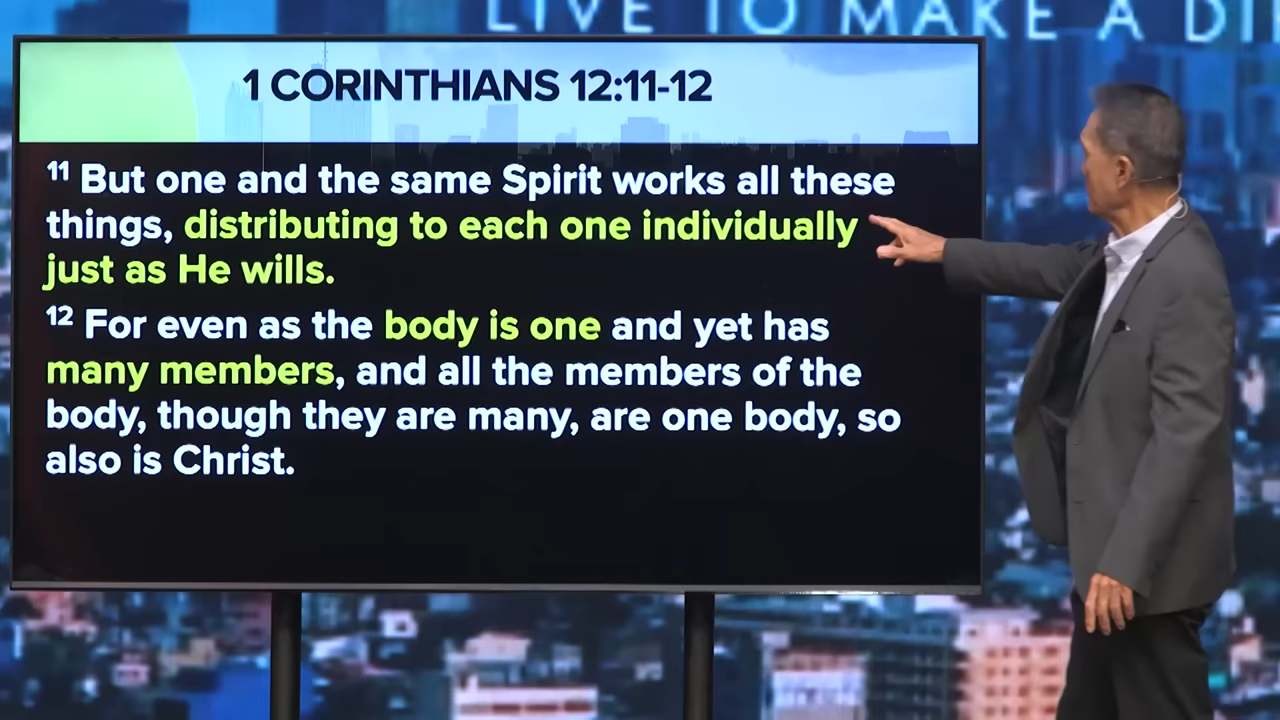 LIVE TO MAKE A DI
1 CORINTHIANS 12:11-12
11 But one and the same Spirit works all these
things, distributing to each one individually
just as He wills.
12 For even as the body is one and yet has
many members, and all the members of the
body, though they are many, are one body, so
also is Christ.